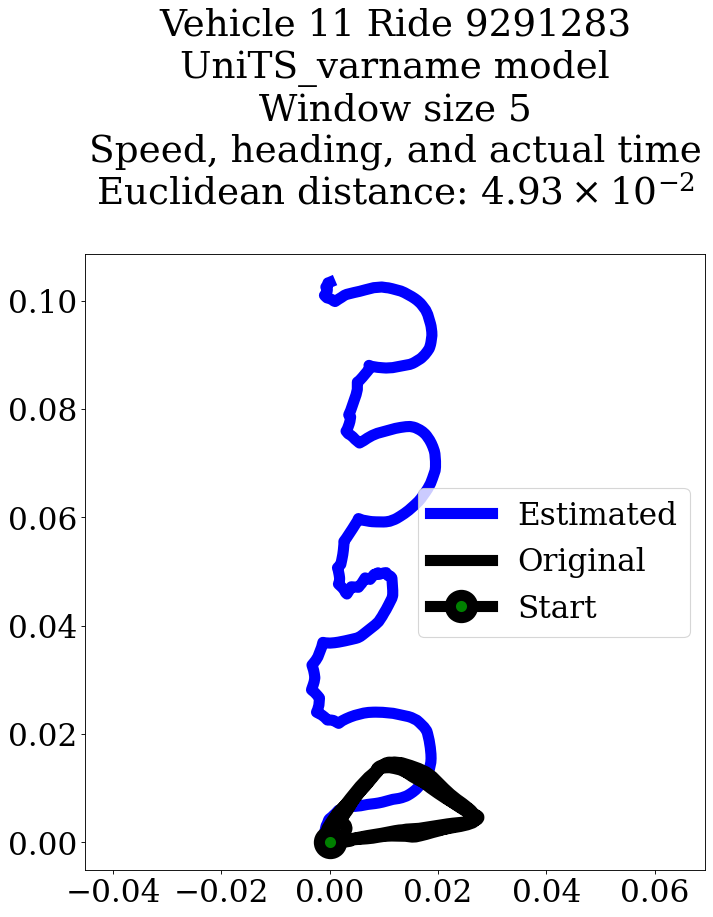 Vehicle 11 Ride 9291283
UniTS_varname model
Window size 5
Speed, heading, and actual time
Euclidean distance: 4.93 × 10⁻²
0.10
0.08
0.06
0.04
0.02
0.00
Estimated
Original
Start
−0.04 −0.02 0.00 0.02 0.04 0.06